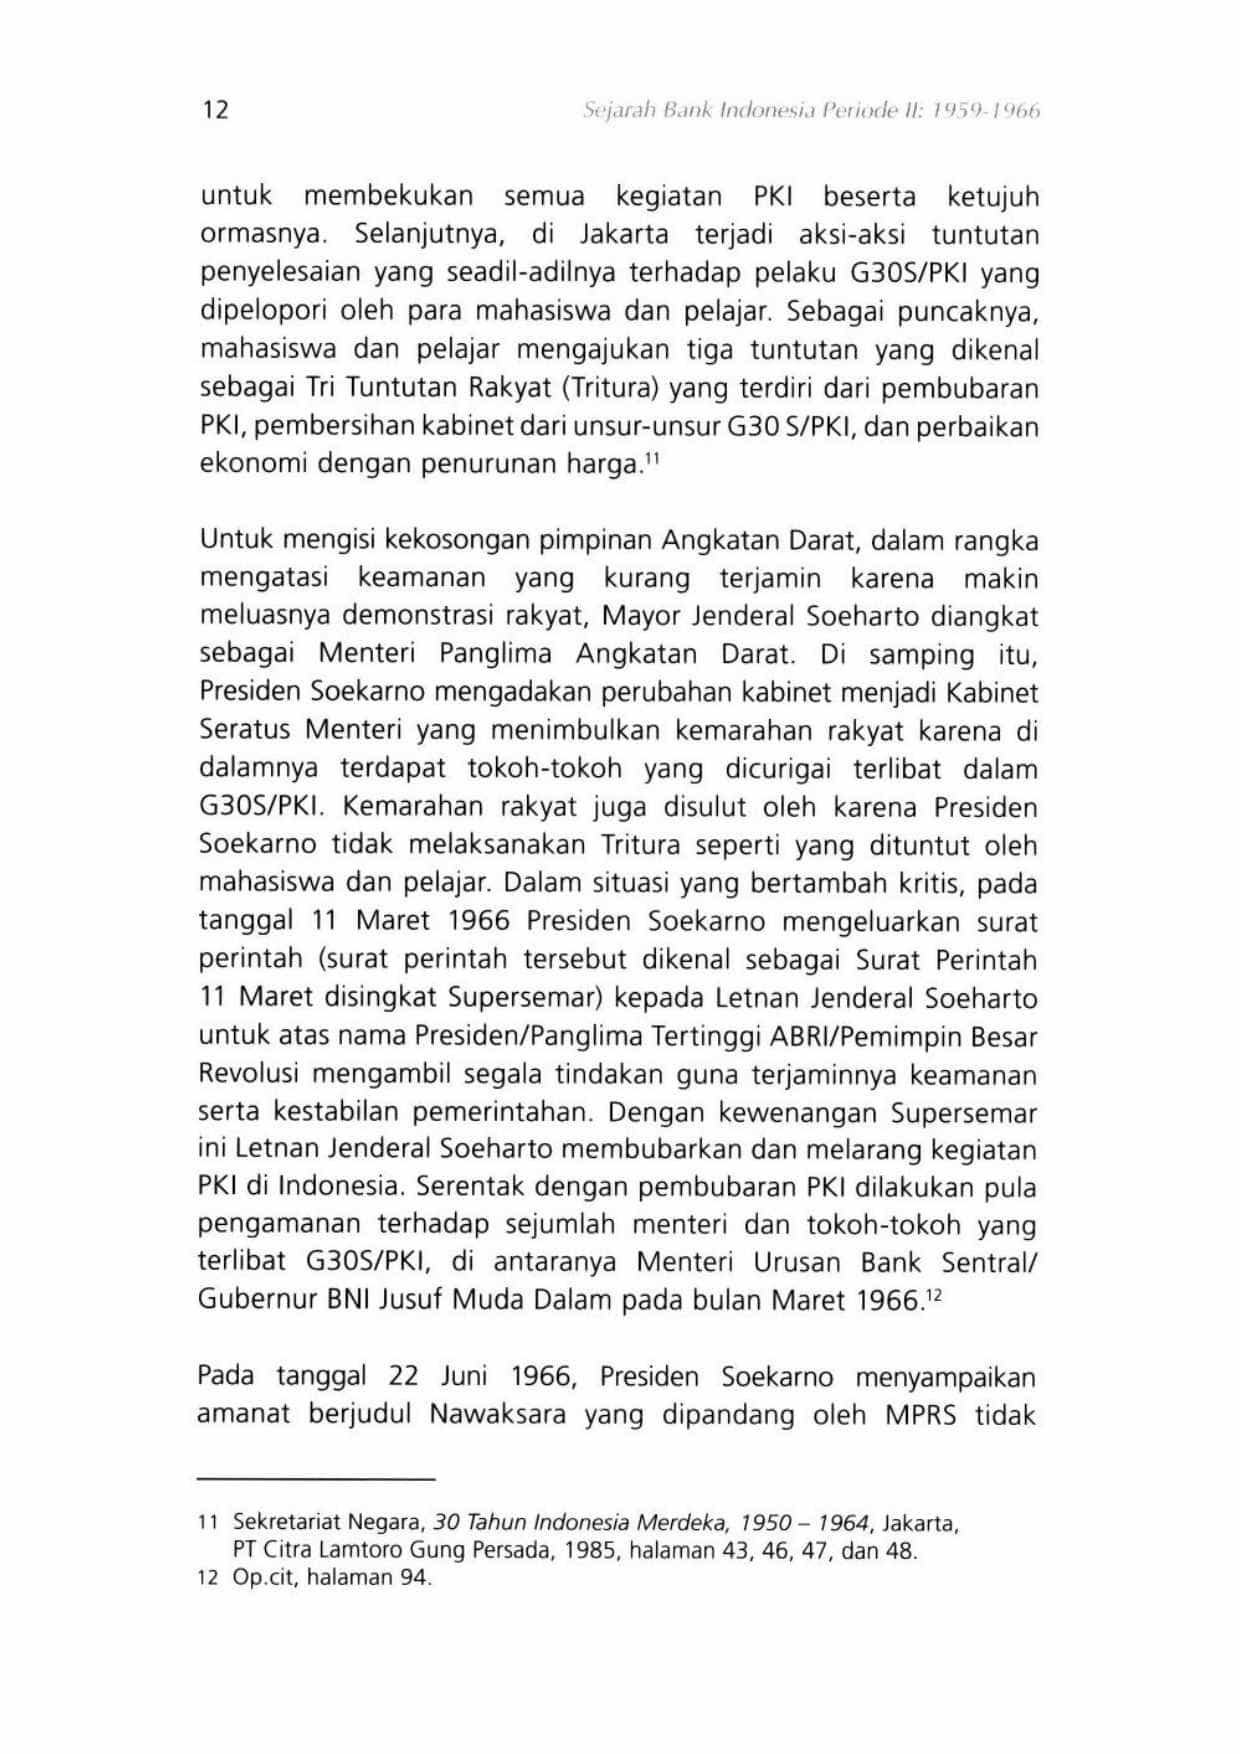 12
Sejarah Bank Indonesia Periode II: 1959-1966
untuk membekukan semua kegiatan PKI beserta ketujuh
ormasnya. Selanjutnya, di Jakarta terjadi aksi-aksi tuntutan
penyelesaian yang seadil-adilnya terhadap pelaku G30S/PKI yang
dipelopori oleh para mahasiswa dan pelajar. Sebagai puncaknya,
mahasiswa dan pelajar mengajukan tiga tuntutan yang dikenal
sebagai Tri Tuntutan Rakyat (Tritura) yang terdiri dari pembubaran
PKI, pembersihan kabinet dari unsur-unsur G30 S/PKI, dan perbaikan
ekonomi dengan penurunan harga.¹¹
Untuk mengisi kekosongan pimpinan Angkatan Darat, dalam rangka
mengatasi keamanan yang kurang terjamin karena makin
meluasnya demonstrasi rakyat, Mayor Jenderal Soeharto diangkat
sebagai Menteri Panglima Angkatan Darat. Di samping itu,
Presiden Soekarno mengadakan perubahan kabinet menjadi Kabinet
Seratus Menteri yang menimbulkan kemarahan rakyat karena di
dalamnya terdapat tokoh-tokoh yang dicurigai terlibat dalam
G30S/PKI. Kemarahan rakyat juga disulut oleh karena Presiden
Soekarno tidak melaksanakan Tritura seperti yang dituntut oleh
mahasiswa dan pelajar. Dalam situasi yang bertambah kritis, pada
tanggal 11 Maret 1966 Presiden Soekarno mengeluarkan surat
perintah (surat perintah tersebut dikenal sebagai Surat Perintah
11 Maret disingkat Supersemar) kepada Letnan Jenderal Soeharto
untuk atas nama Presiden/Panglima Tertinggi ABRI/Pemimpin Besar
Revolusi mengambil segala tindakan guna terjaminnya keamanan
serta kestabilan pemerintahan. Dengan kewenangan Supersemar
ini Letnan Jenderal Soeharto membubarkan dan melarang kegiatan
PKI di Indonesia. Serentak dengan pembubaran PKI dilakukan pula
pengamanan terhadap sejumlah menteri dan tokoh-tokoh yang
terlibat G30S/PKI, di antaranya Menteri Urusan Bank Sentral/
Gubernur BNI Jusuf Muda Dalam pada bulan Maret 1966.¹²
Pada tanggal 22 Juni 1966, Presiden Soekarno menyampaikan
amanat berjudul Nawaksara yang dipandang oleh MPRS tidak
11 Sekretariat Negara, 30 Tahun Indonesia Merdeka, 1950 – 1964, Jakarta,
PT Citra Lamtoro Gung Persada, 1985, halaman 43, 46, 47, dan 48.
12 Op.cit, halaman 94.